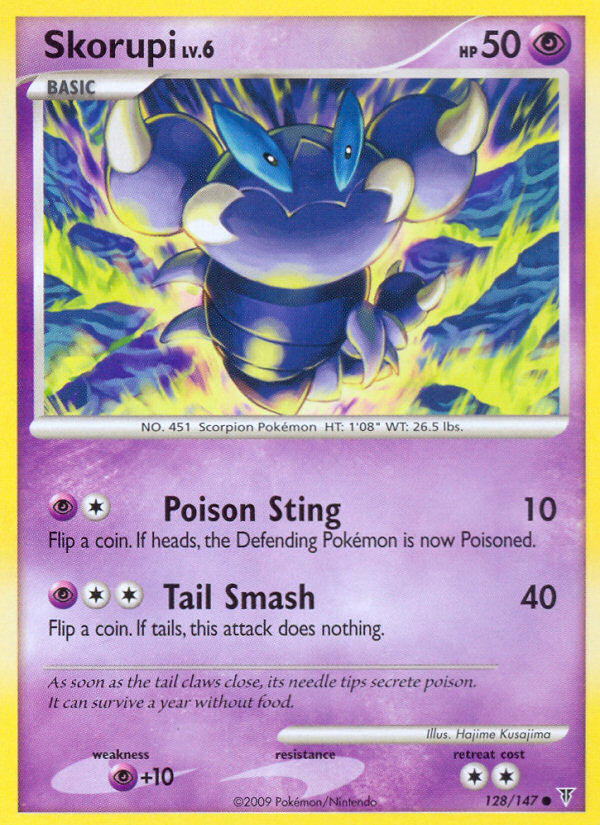 Skorupi LV.6
HP 50
BASIC
NO. 451 Scorpion Pokémon HT: 1'08" WT: 26.5 lbs.
Poison Sting 10
Flip a coin. If heads, the Defending Pokémon is now Poisoned.
Tail Smash 40
Flip a coin. If tails, this attack does nothing.
As soon as the tail claws close, its needle tips secrete poison.
It can survive a year without food.
Illus. Hajime Kusajima
weakness resistance retreat cost
+10
©2009 Pokémon/Nintendo 128/147